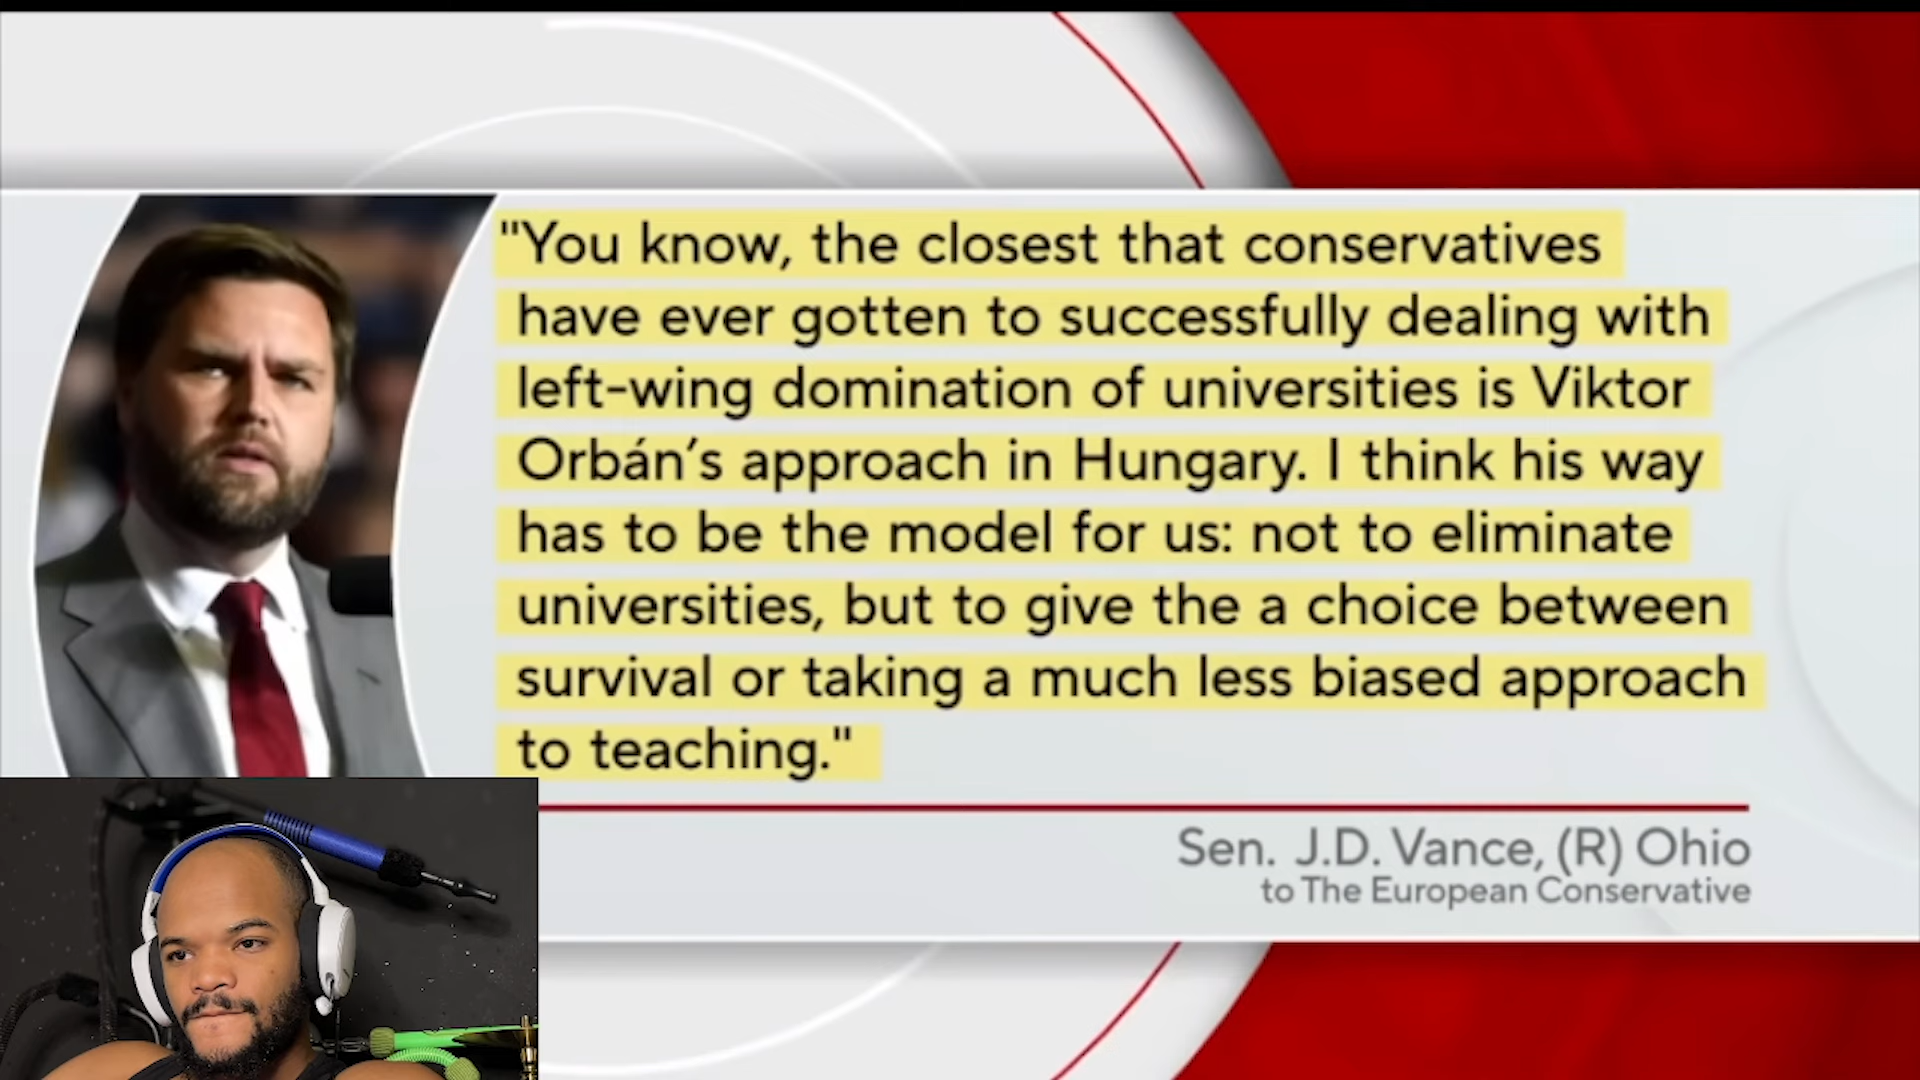 "You know, the closest that conservatives
have ever gotten to successfully dealing with
left-wing domination of universities is Viktor
Orbán’s approach in Hungary. I think his way
has to be the model for us: not to eliminate
universities, but to give the a choice between
survival or taking a much less biased approach
to teaching."
Sen. J.D. Vance, (R) Ohio
to The European Conservative